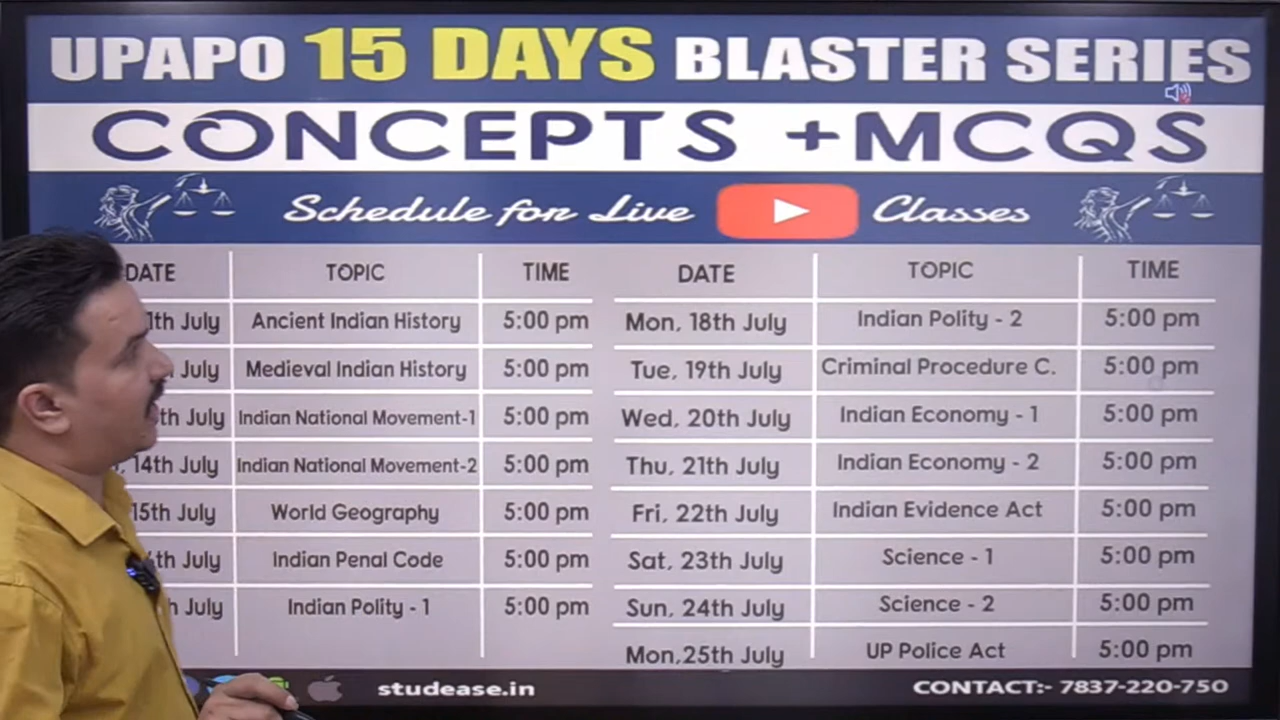 UPAPO 15 DAYS BLASTER SERIES
CONCEPTS +MCQS
Schedule for Live Classes
DATE TOPIC TIME
July Ancient Indian History 5:00 pm
July Medieval Indian History 5:00 pm
July Indian National Movement-1 5:00 pm
14th July Indian National Movement-2 5:00 pm
15th July World Geography 5:00 pm
July Indian Penal Code 5:00 pm
July Indian Polity - 1 5:00 pm
DATE TOPIC TIME
Mon, 18th July Indian Polity - 2 5:00 pm
Tue, 19th July Criminal Procedure C. 5:00 pm
Wed, 20th July Indian Economy - 1 5:00 pm
Thu, 21th July Indian Economy - 2 5:00 pm
Fri, 22th July Indian Evidence Act 5:00 pm
Sat, 23th July Science - 1 5:00 pm
Sun, 24th July Science - 2 5:00 pm
Mon,25th July UP Police Act 5:00 pm
studease.in CONTACT:- 7837-220-750